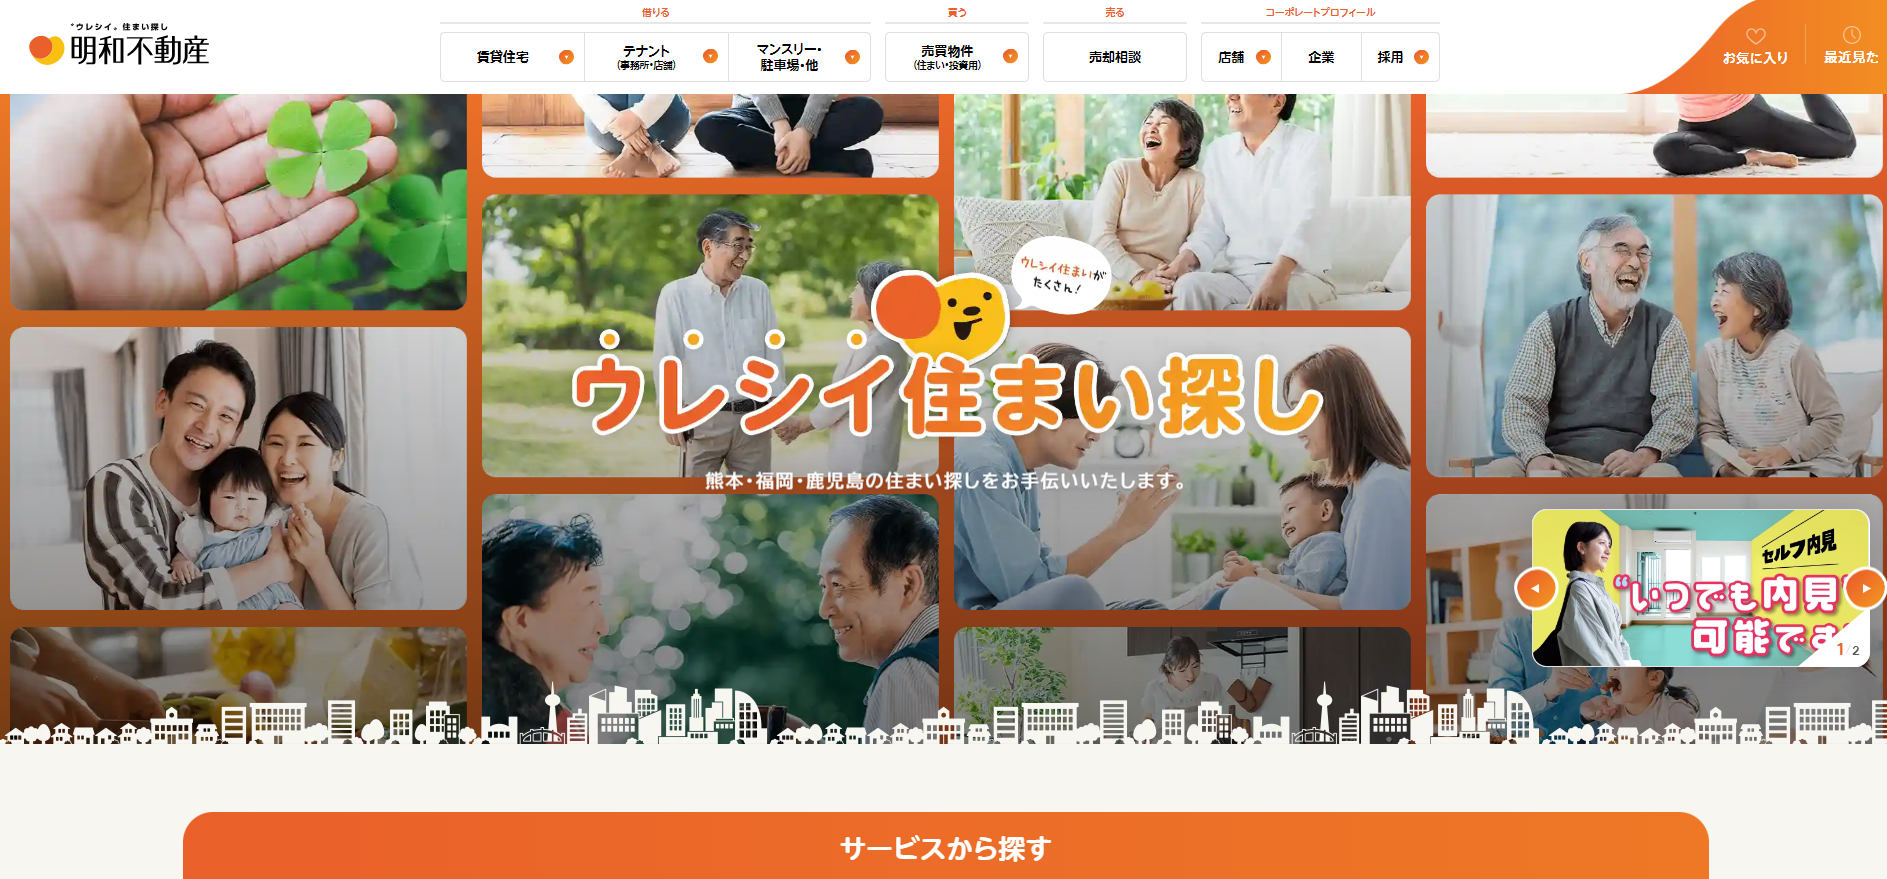 “ウレシイ。住まい探し
明和不動産
借りる
賃貸住宅
テナント
(事務所・店舗)
マンスリー・
駐車場・他
買う
売買物件
(住まい・投資用)
売る
売却相談
コーポレートプロフィール
店舗
企業
採用
お気に入り
最近見た
ウレシイ住まいが
たくさん!
ウレシイ住まい探し
熊本・福岡・鹿児島の住まい探しをお手伝いいたします。
セルフ内見
“いつでも内見”
可能です
1/2
サービスから探す